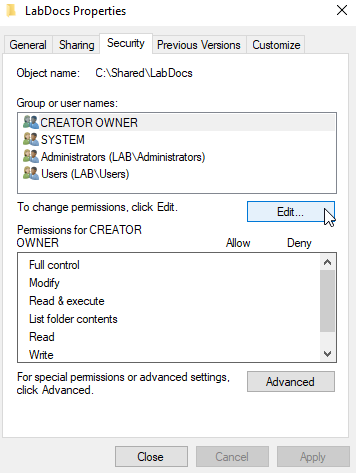 LabDocs Properties
General Sharing Security Previous Versions Customize
Object name: C:\Shared\LabDocs
Group or user names:
CREATOR OWNER
SYSTEM
Administrators (LAB\Administrators)
Users (LAB\Users)
To change permissions, click Edit.
Edit...
Permissions for CREATOR
OWNER Allow Deny
Full control
Modify
Read & execute
List folder contents
Read
Write
For special permissions or advanced settings,
click Advanced.
Advanced
Close Cancel Apply